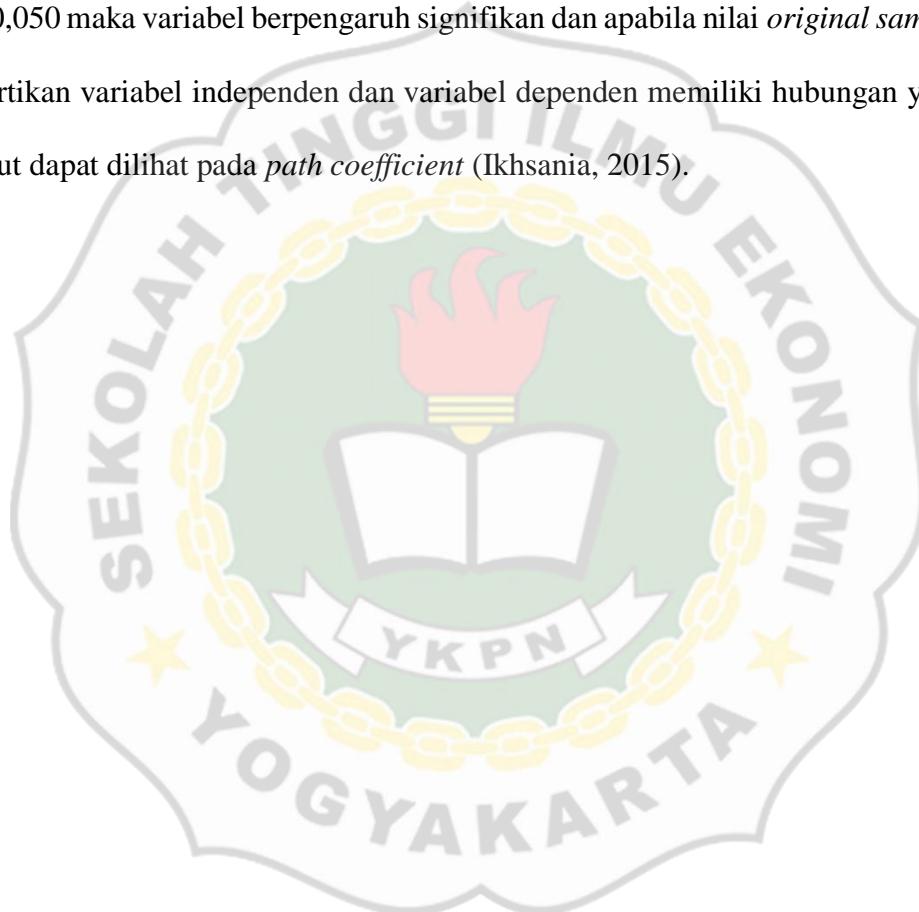 0,050 maka variabel berpengaruh signifikan dan apabila nilai original sam
rtikan variabel independen dan variabel dependen memiliki hubungan y
ut dapat dilihat pada path coefficient (Ikhsania, 2015).
SEKOLAH TINGGI ILMU EKONOMI
YKPN
YOGYAKARTA